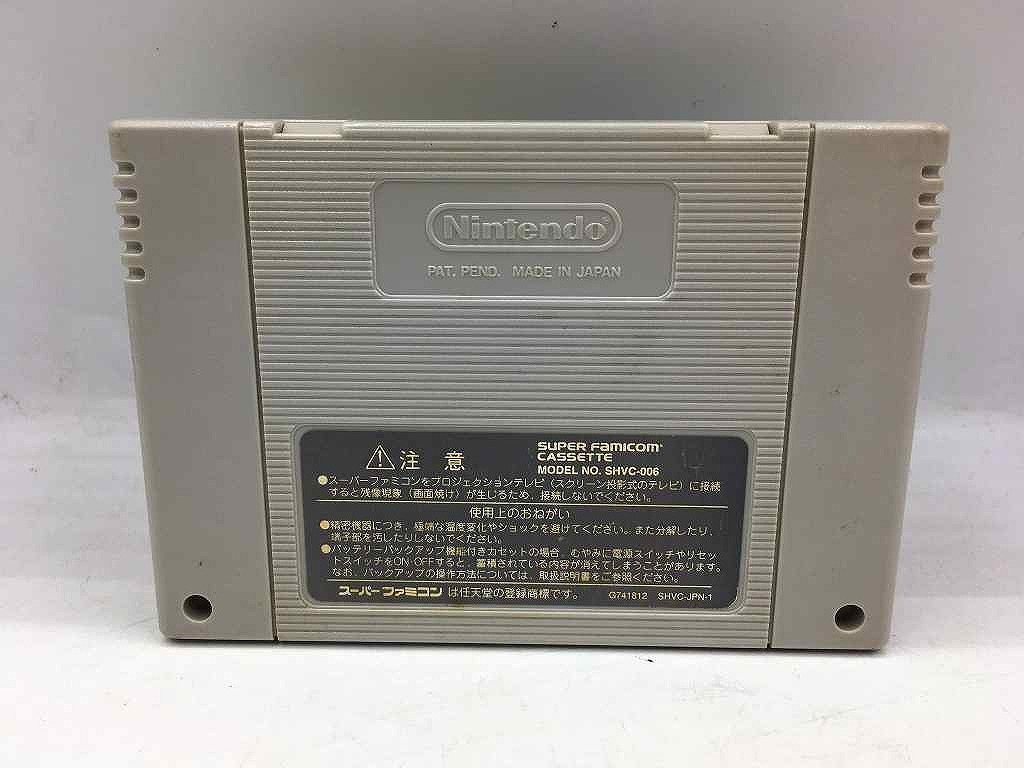 Nintendo®
PAT. PEND. MADE IN JAPAN
⚠注意
SUPER FAMICOM
CASSETTE
MODEL NO. SHVC-006
●スーパーファミコンをプロジェクションテレビ(スクリーン投影式のテレビ)に接続
すると残像現象(画面焼け)が生じるため、接続しないでください。
使用上のおねがい
●精密機器につき、極端な温度変化やショックを避けてください。また分解したり、
端子部を汚したりしないでください。
●バッテリーバックアップ機能付きカセットの場合、むやみに電源スイッチやリセッ
トスイッチをON・OFFすると、蓄積されている内容が消えてしまうことがあります。
なお、バックアップの操作方法については、取扱説明書をご参照ください。
スーパーファミコンは任天堂の登録商標です。 G741812 SHVC-JPN-1